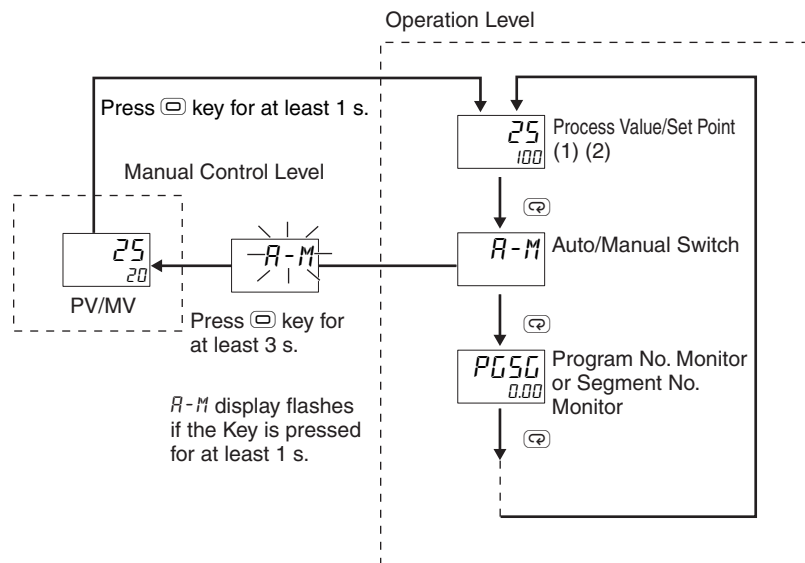 Operation Level
Press key for at least 1 s.
25
100
Process Value/Set Point
(1) (2)
Manual Control Level
25
20
PV/MV
A-M
A-M
Auto/Manual Switch
Press key for
at least 3 s.
PGSG
0.00
Program No. Monitor
or Segment No.
Monitor
A-M display flashes
if the Key is pressed
for at least 1 s.